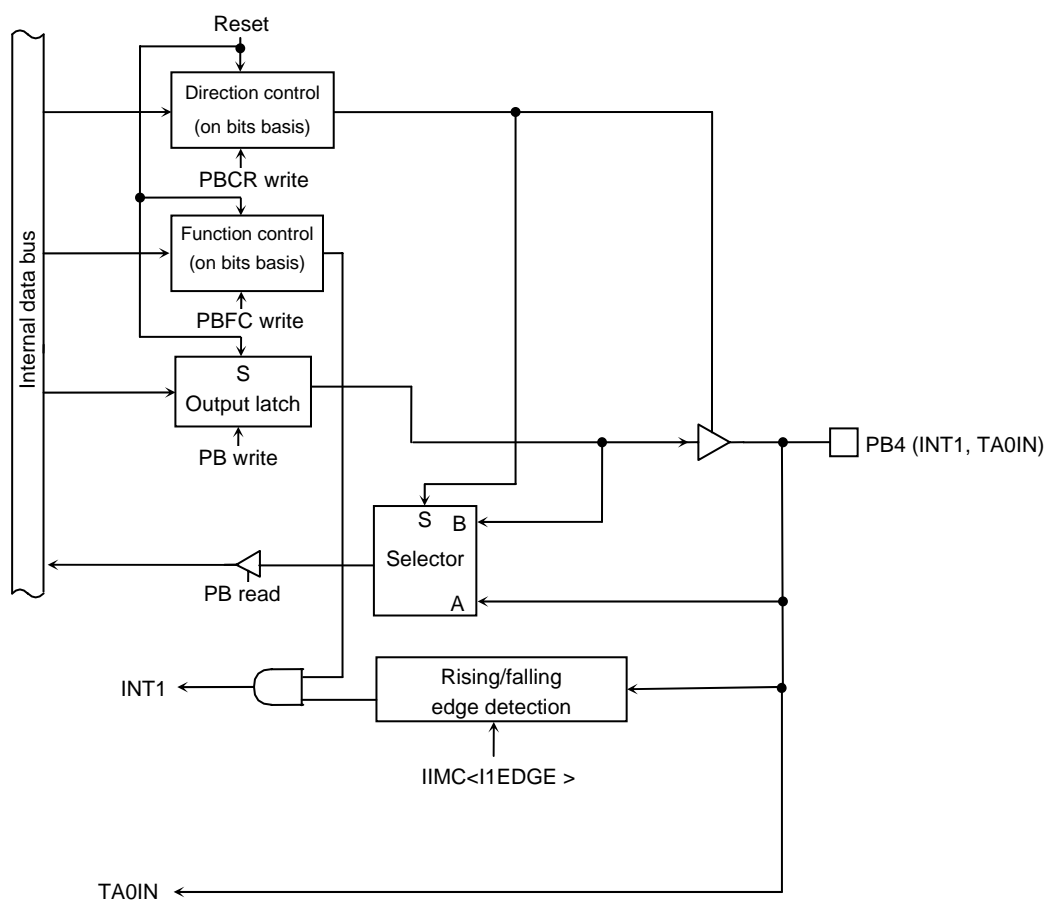 Reset
Direction control
(on bits basis)
PBCR write
Function control
(on bits basis)
PBFC write
Internal data bus
S
Output latch
PB write
PB4 (INT1, TA0IN)
S
B
Selector
A
PB read
Rising/falling
edge detection
INT1
IIMC<I1EDGE >
TA0IN